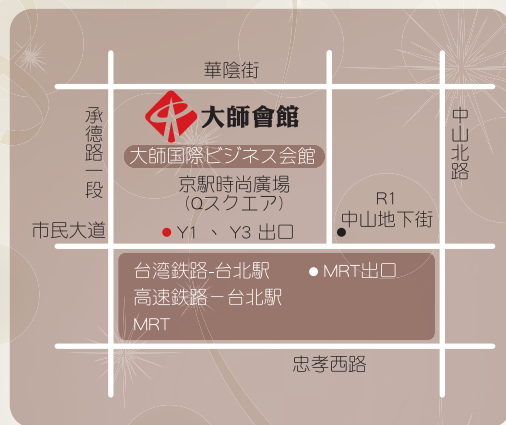 華陰街
承德路一段
大師會館
中山北路
大師国際ビジネス会館
京駅時尚廣場
(Qスクエア)
R1
中山地下街
市民大道
Y1 、 Y3 出口
台湾鉄路-台北駅
MRT出口
高速鉄路－台北駅
MRT
忠孝西路